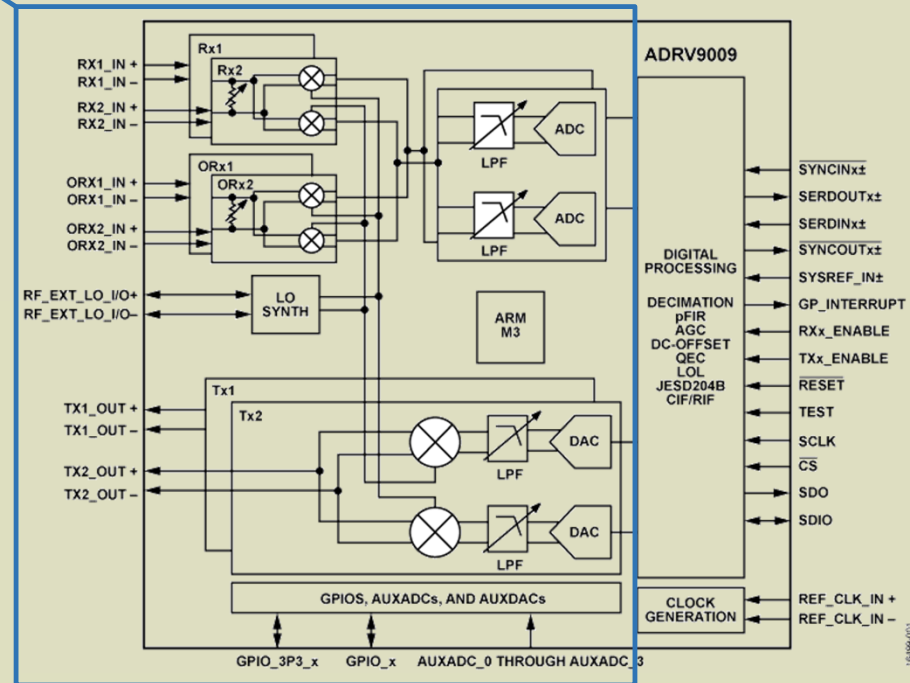 ADRV9009
RX1_IN +
RX1_IN –
RX2_IN +
RX2_IN –
Rx1
Rx2
ORX1_IN +
ORX1_IN–
ORX2_IN +
ORX2_IN –
ORx1
ORx2
LPF
ADC
LPF
ADC
RF_EXT_LO_I/O+
RF_EXT_LO_I/O–
LO
SYNTH
ARM
M3
TX1_OUT +
TX1_OUT –
TX2_OUT +
TX2_OUT –
Tx1
Tx2
LPF
DAC
LPF
DAC
GPIOS, AUXADCs, AND AUXDACs
GPIO_3P3_x
GPIO_x
AUXADC_0 THROUGH AUXADC_3
DIGITAL
PROCESSING
DECIMATION
pFIR
AGC
DC-OFFSET
QEC
LOL
JESD204B
CIF/RIF
CLOCK
GENERATION
SYNCINx±
SERDOUTx±
SERDINx±
SYNCOUTx±
SYSREF_IN±
GP_INTERRUPT
RXx_ENABLE
TXx_ENABLE
RESET
TEST
SCLK
CS
SDO
SDIO
REF_CLK_IN +
REF_CLK_IN –
16499-001